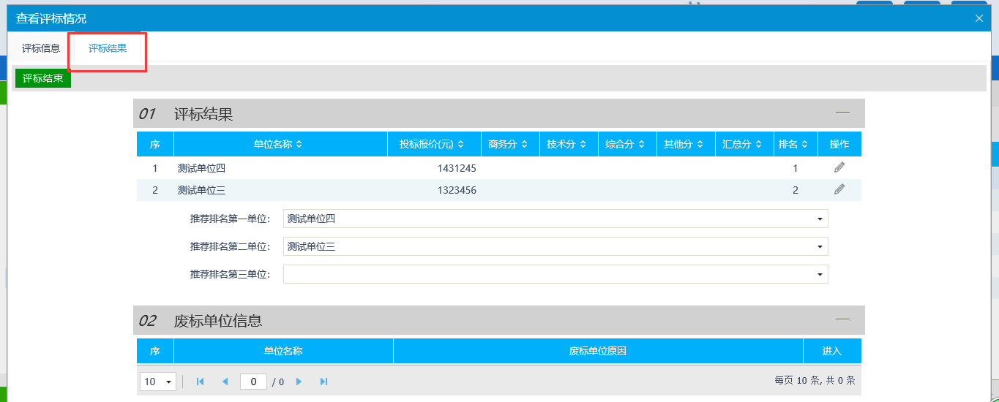 查看评标情况
评标信息 评标结果
评标结束
01 评标结果
序 单位名称 投标报价(元) 商务分 技术分 综合分 其他分 汇总分 排名 操作
1 测试单位四 1431245 1
2 测试单位三 1323456 2
推荐排名第一单位: 测试单位四
推荐排名第二单位: 测试单位三
推荐排名第三单位:
02 废标单位信息
序 单位名称 废标单位原因 进入
10 0 / 0 每页 10 条, 共 0 条